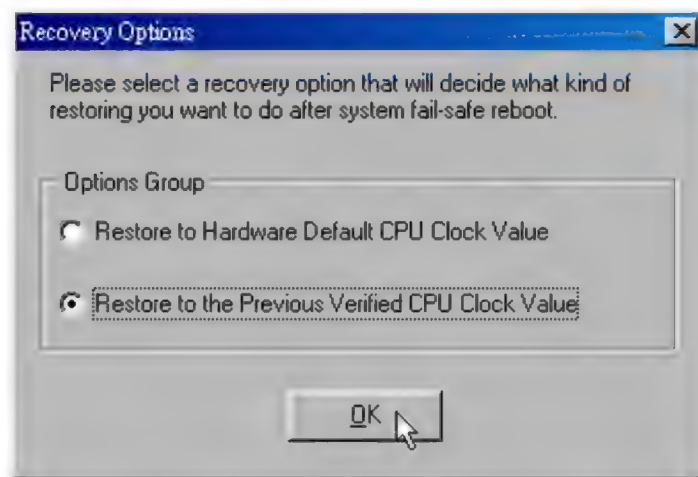 Recovery Options
Please select a recovery option that will decide what kind of
restoring you want to do after system fail-safe reboot.
Options Group
Restore to Hardware Default CPU Clock Value
Restore to the Previous Verified CPU Clock Value
OK